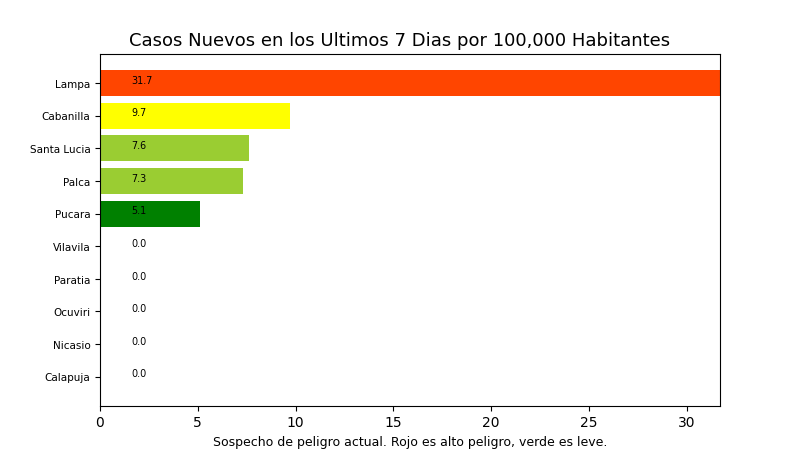 Casos Nuevos en los Ultimos 7 Dias por 100,000 Habitantes
Lampa 31.7
Cabanilla 9.7
Santa Lucia 7.6
Palca 7.3
Pucara 5.1
Vilavila 0.0
Paratia 0.0
Ocuviri 0.0
Nicasio 0.0
Calapuja 0.0
0 5 10 15 20 25 30
Sospecho de peligro actual. Rojo es alto peligro, verde es leve.